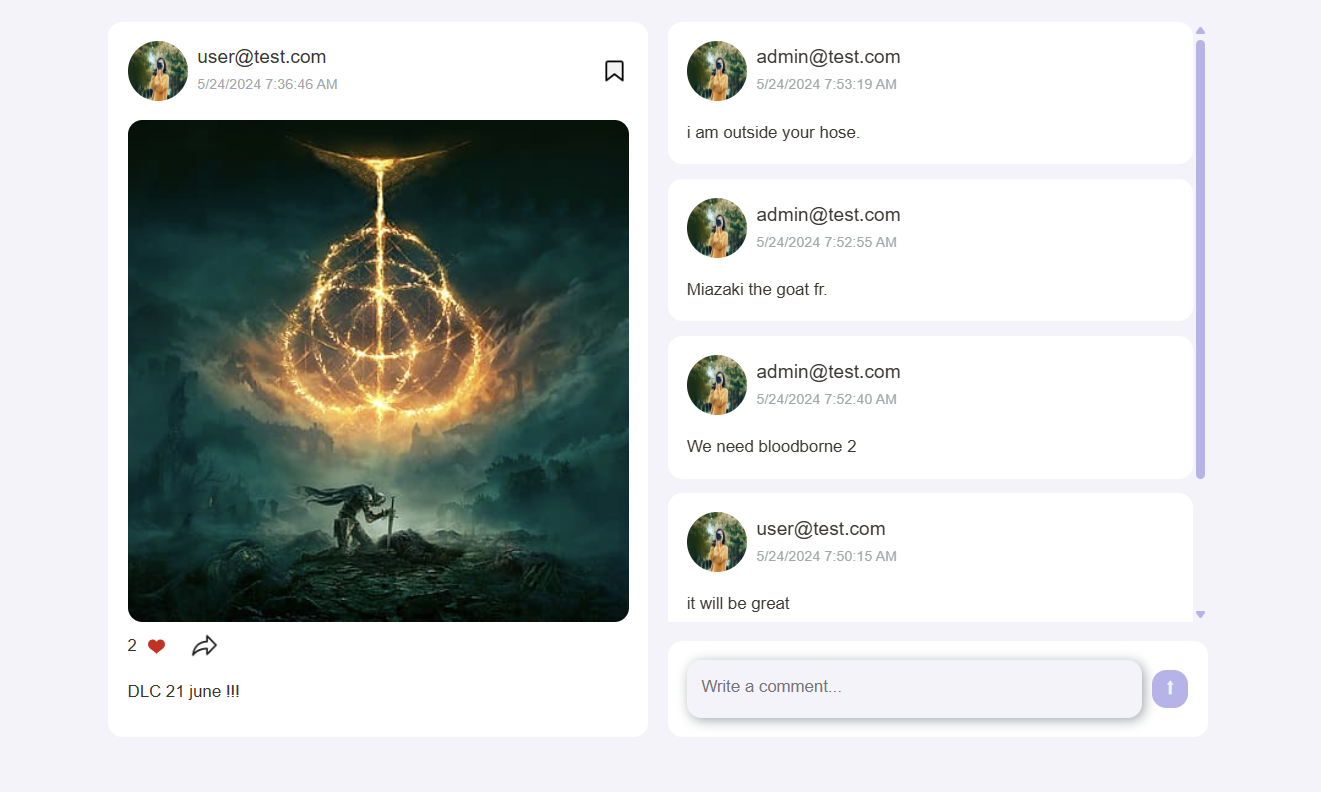 user@test.com
5/24/2024 7:36:46 AM
2
DLC 21 june !!!
admin@test.com
5/24/2024 7:53:19 AM
i am outside your hose.
admin@test.com
5/24/2024 7:52:55 AM
Miazaki the goat fr.
admin@test.com
5/24/2024 7:52:40 AM
We need bloodborne 2
user@test.com
5/24/2024 7:50:15 AM
it will be great
Write a comment...